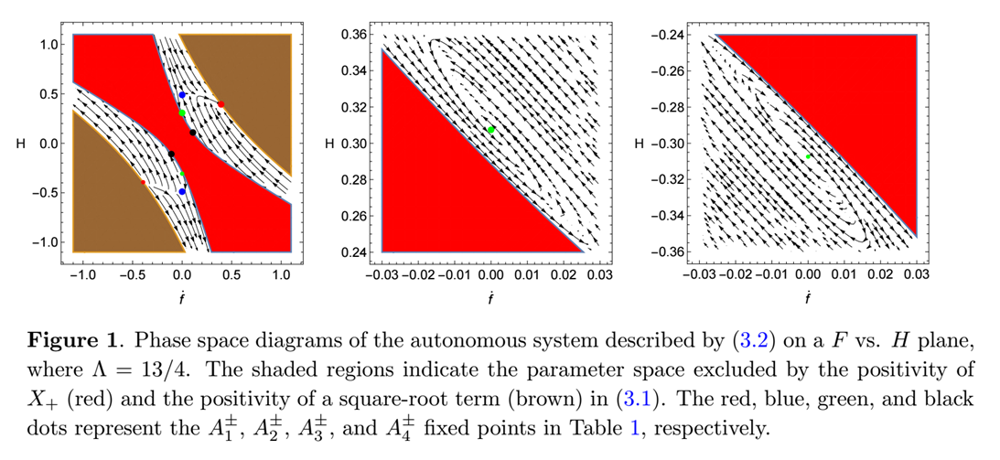 1.0
0.5
H 0.0
−0.5
−1.0
−1.0 −0.5 0.0 0.5 1.0
ḟ
0.36
0.34
0.32
H 0.30
0.28
0.26
0.24
−0.03 −0.02 −0.01 0.00 0.01 0.02 0.03
ḟ
−0.24
−0.26
−0.28
H −0.30
−0.32
−0.34
−0.36
−0.03 −0.02 −0.01 0.00 0.01 0.02 0.03
ḟ
Figure 1. Phase space diagrams of the autonomous system described by (3.2) on a F vs. H plane,
where Λ = 13/4. The shaded regions indicate the parameter space excluded by the positivity of
X₊ (red) and the positivity of a square-root term (brown) in (3.1). The red, blue, green, and black
dots represent the A₁^±, A₂^±, A₃^±, and A₄^± fixed points in Table 1, respectively.